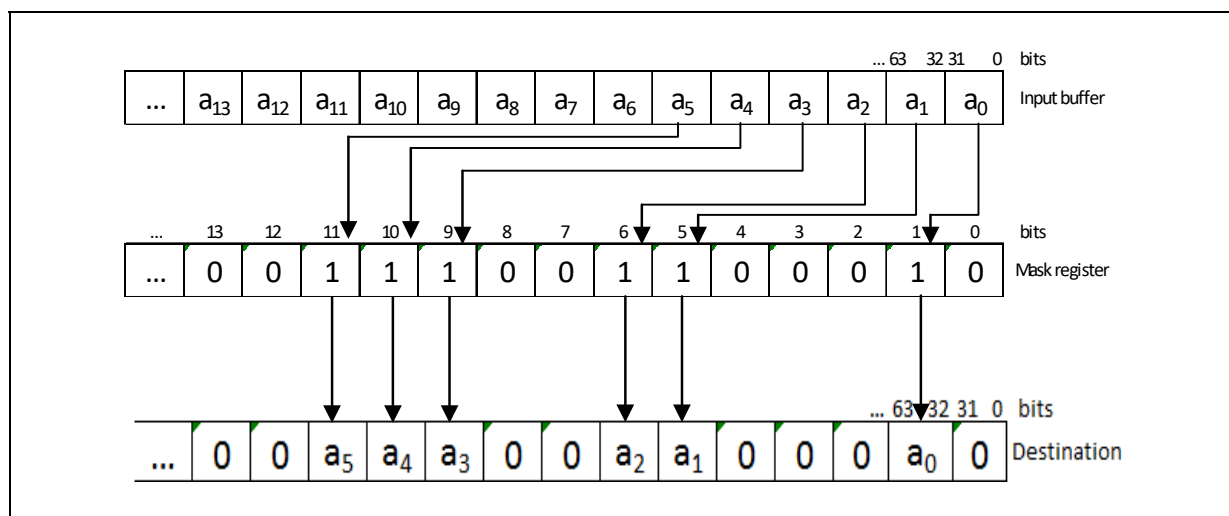 ... 63 32 31 0 bits
... a₁₃ a₁₂ a₁₁ a₁₀ a₉ a₈ a₇ a₆ a₅ a₄ a₃ a₂ a₁ a₀ Input buffer
... 13 12 11 10 9 8 7 6 5 4 3 2 1 0 bits
... 0 0 1 1 1 0 0 1 1 0 0 0 1 0 Mask register
... 63 32 31 0 bits
... 0 0 a₅ a₄ a₃ 0 0 a₂ a₁ 0 0 0 a₀ 0 Destination